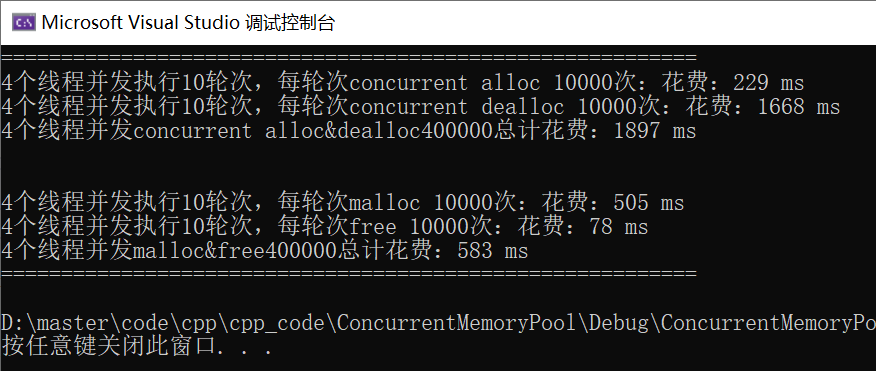 Microsoft Visual Studio 调试控制台
==========================================================
4个线程并发执行10轮次，每轮次concurrent alloc 10000次: 花费：229 ms
4个线程并发执行10轮次，每轮次concurrent dealloc 10000次: 花费：1668 ms
4个线程并发concurrent alloc&dealloc400000总计花费：1897 ms
4个线程并发执行10轮次，每轮次malloc 10000次: 花费：505 ms
4个线程并发执行10轮次，每轮次free 10000次: 花费：78 ms
4个线程并发malloc&free400000总计花费：583 ms
==========================================================
D:\master\code\cpp\cpp_code\ConcurrentMemoryPool\Debug\ConcurrentMemoryPo
按任意键关闭此窗口. . .